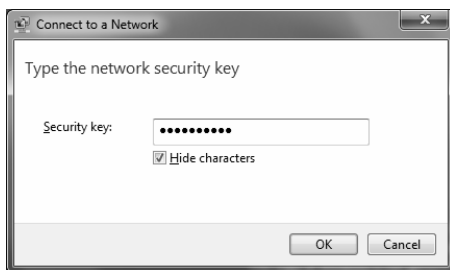 Connect to a Network
Type the network security key
Security key: ••••••••••
Hide characters
OK Cancel